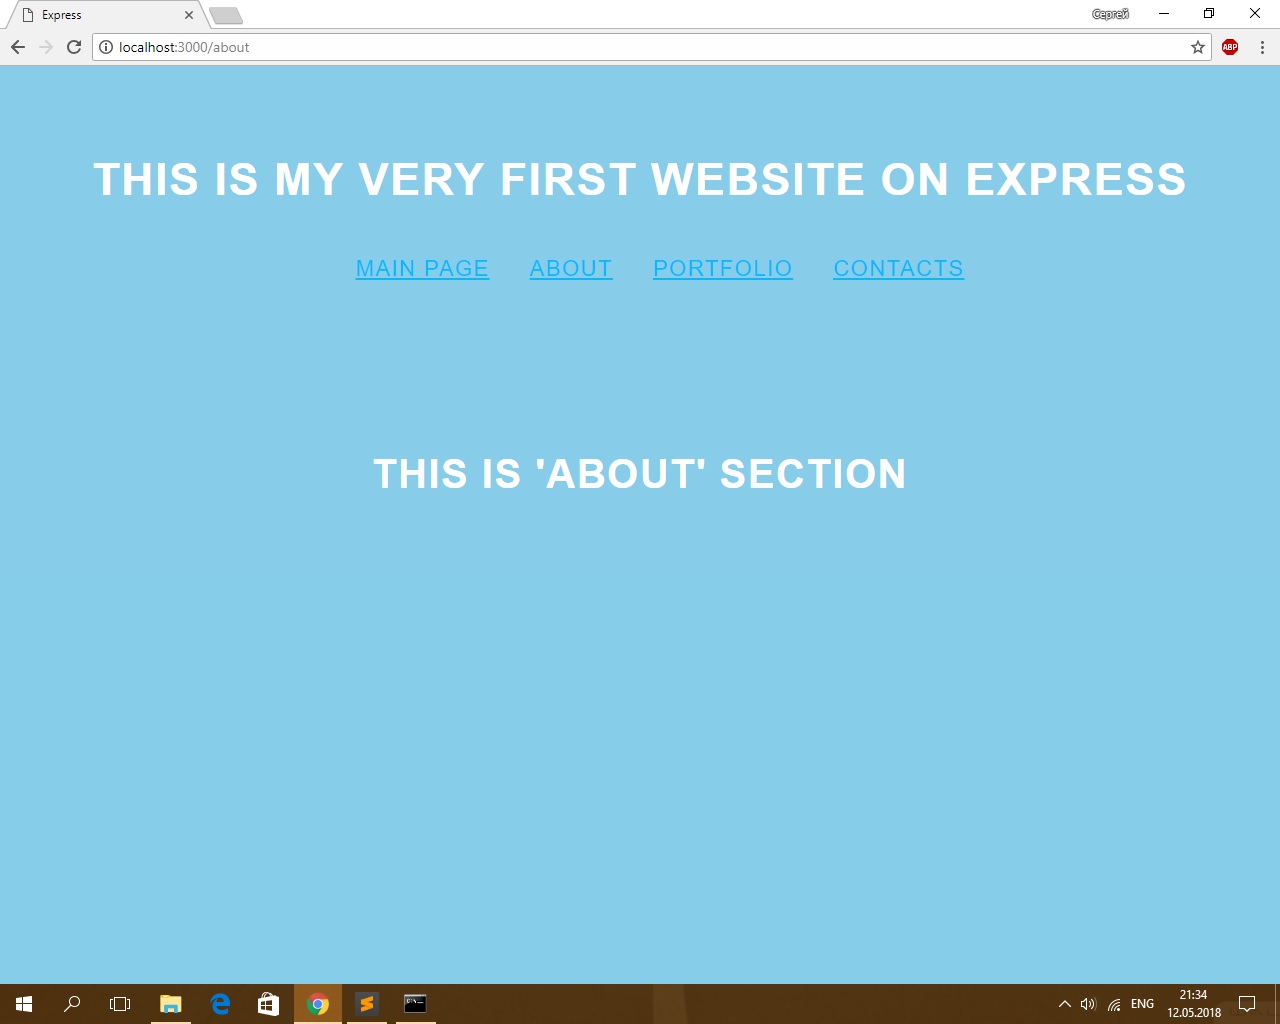 Express
Сергей
localhost:3000/about
ABP
THIS IS MY VERY FIRST WEBSITE ON EXPRESS
MAIN PAGE ABOUT PORTFOLIO CONTACTS
THIS IS 'ABOUT' SECTION
ENG
21:34
12.05.2018